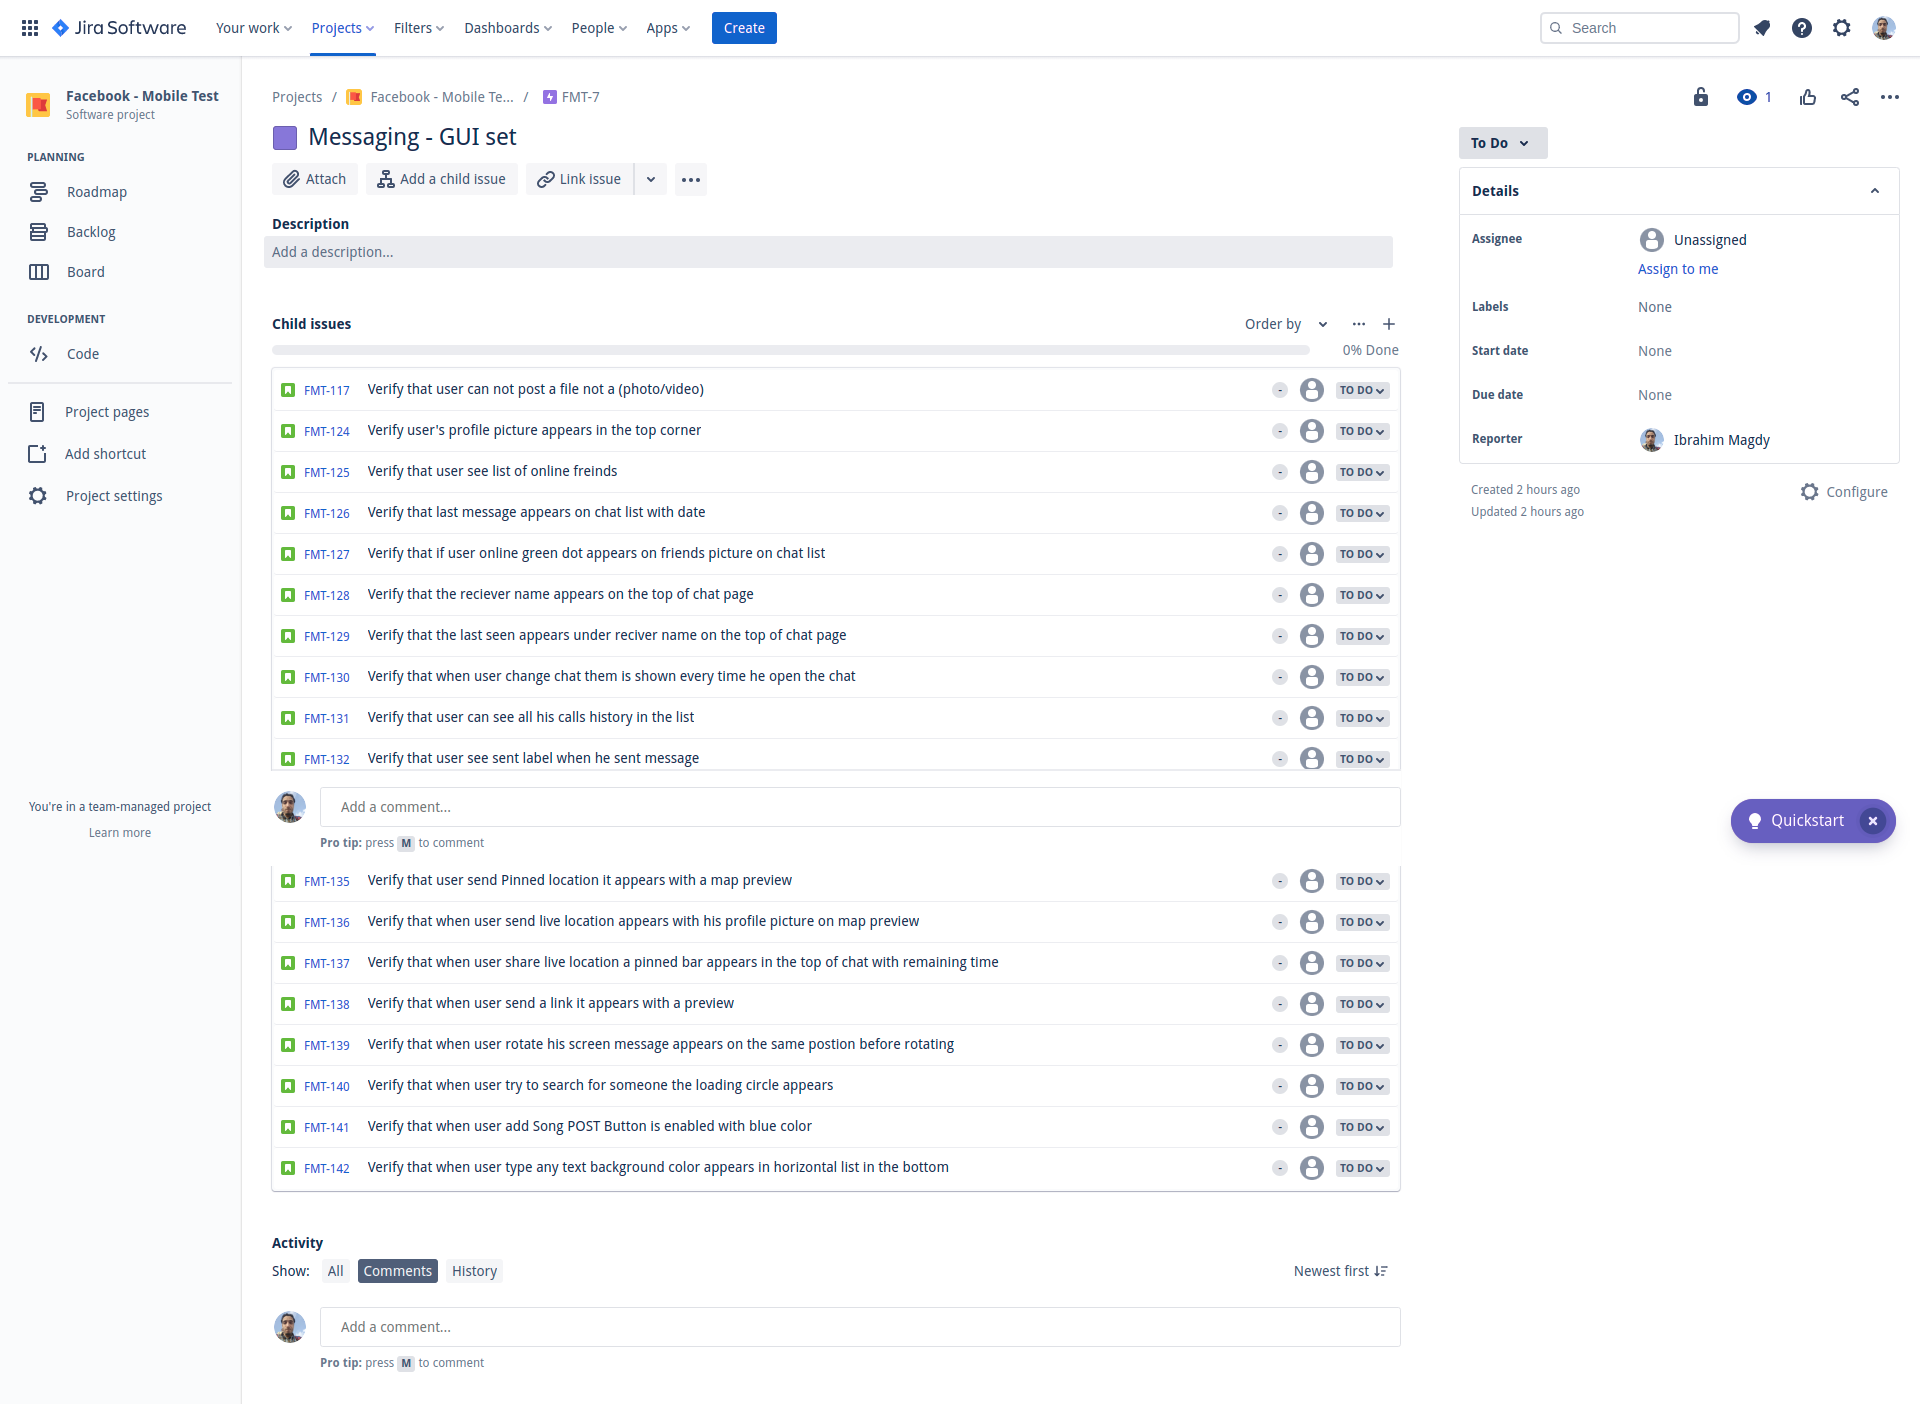 Jira Software Your work Projects Filters Dashboards People Apps Create Search
Facebook - Mobile Test
Software project
PLANNING
Roadmap
Backlog
Board
DEVELOPMENT
Code
Project pages
Add shortcut
Project settings
You're in a team-managed project
Learn more
Projects / Facebook - Mobile Te... / FMT-7
1
Messaging - GUI set
Attach Add a child issue Link issue
Description
Add a description...
Child issues Order by
0% Done
FMT-117 Verify that user can not post a file not a (photo/video) - TO DO
FMT-124 Verify user's profile picture appears in the top corner - TO DO
FMT-125 Verify that user see list of online freinds - TO DO
FMT-126 Verify that last message appears on chat list with date - TO DO
FMT-127 Verify that if user online green dot appears on friends picture on chat list - TO DO
FMT-128 Verify that the reciever name appears on the top of chat page - TO DO
FMT-129 Verify that the last seen appears under reciver name on the top of chat page - TO DO
FMT-130 Verify that when user change chat them is shown every time he open the chat - TO DO
FMT-131 Verify that user can see all his calls history in the list - TO DO
FMT-132 Verify that user see sent label when he sent message - TO DO
Add a comment...
Pro tip: press M to comment
FMT-135 Verify that user send Pinned location it appears with a map preview - TO DO
FMT-136 Verify that when user send live location appears with his profile picture on map preview - TO DO
FMT-137 Verify that when user share live location a pinned bar appears in the top of chat with remaining time - TO DO
FMT-138 Verify that when user send a link it appears with a preview - TO DO
FMT-139 Verify that when user rotate his screen message appears on the same postion before rotating - TO DO
FMT-140 Verify that when user try to search for someone the loading circle appears - TO DO
FMT-141 Verify that when user add Song POST Button is enabled with blue color - TO DO
FMT-142 Verify that when user type any text background color appears in horizontal list in the bottom - TO DO
Activity
Show: All Comments History Newest first
Add a comment...
Pro tip: press M to comment
To Do
Details
Assignee Unassigned
Assign to me
Labels None
Start date None
Due date None
Reporter Ibrahim Magdy
Created 2 hours ago Configure
Updated 2 hours ago
Quickstart